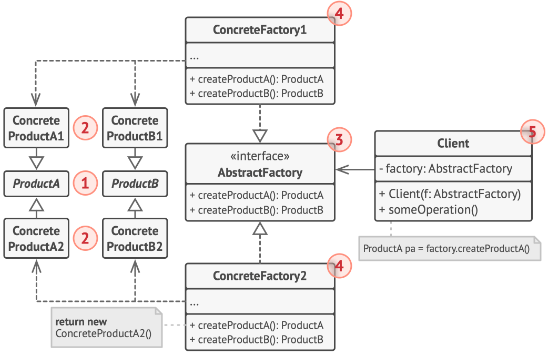 4
ConcreteFactory1
...
+ createProductA(): ProductA
+ createProductB(): ProductB
Concrete
ProductA1
2
Concrete
ProductB1
3
«interface»
AbstractFactory
+ createProductA(): ProductA
+ createProductB(): ProductB
5
Client
- factory: AbstractFactory
+ Client(f: AbstractFactory)
+ someOperation()
ProductA
1
ProductB
Concrete
ProductA2
2
Concrete
ProductB2
ProductA pa = factory.createProductA()
4
ConcreteFactory2
...
+ createProductA(): ProductA
+ createProductB(): ProductB
return new
ConcreteProductA2()